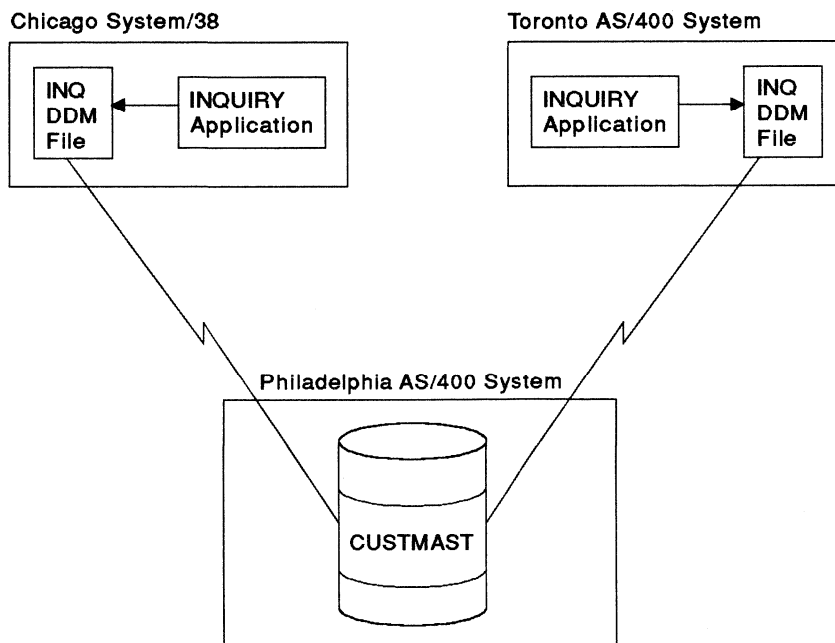 Chicago System/38
Toronto AS/400 System
INQ
DDM
File
INQUIRY
Application
INQUIRY
Application
INQ
DDM
File
Philadelphia AS/400 System
CUSTMAST